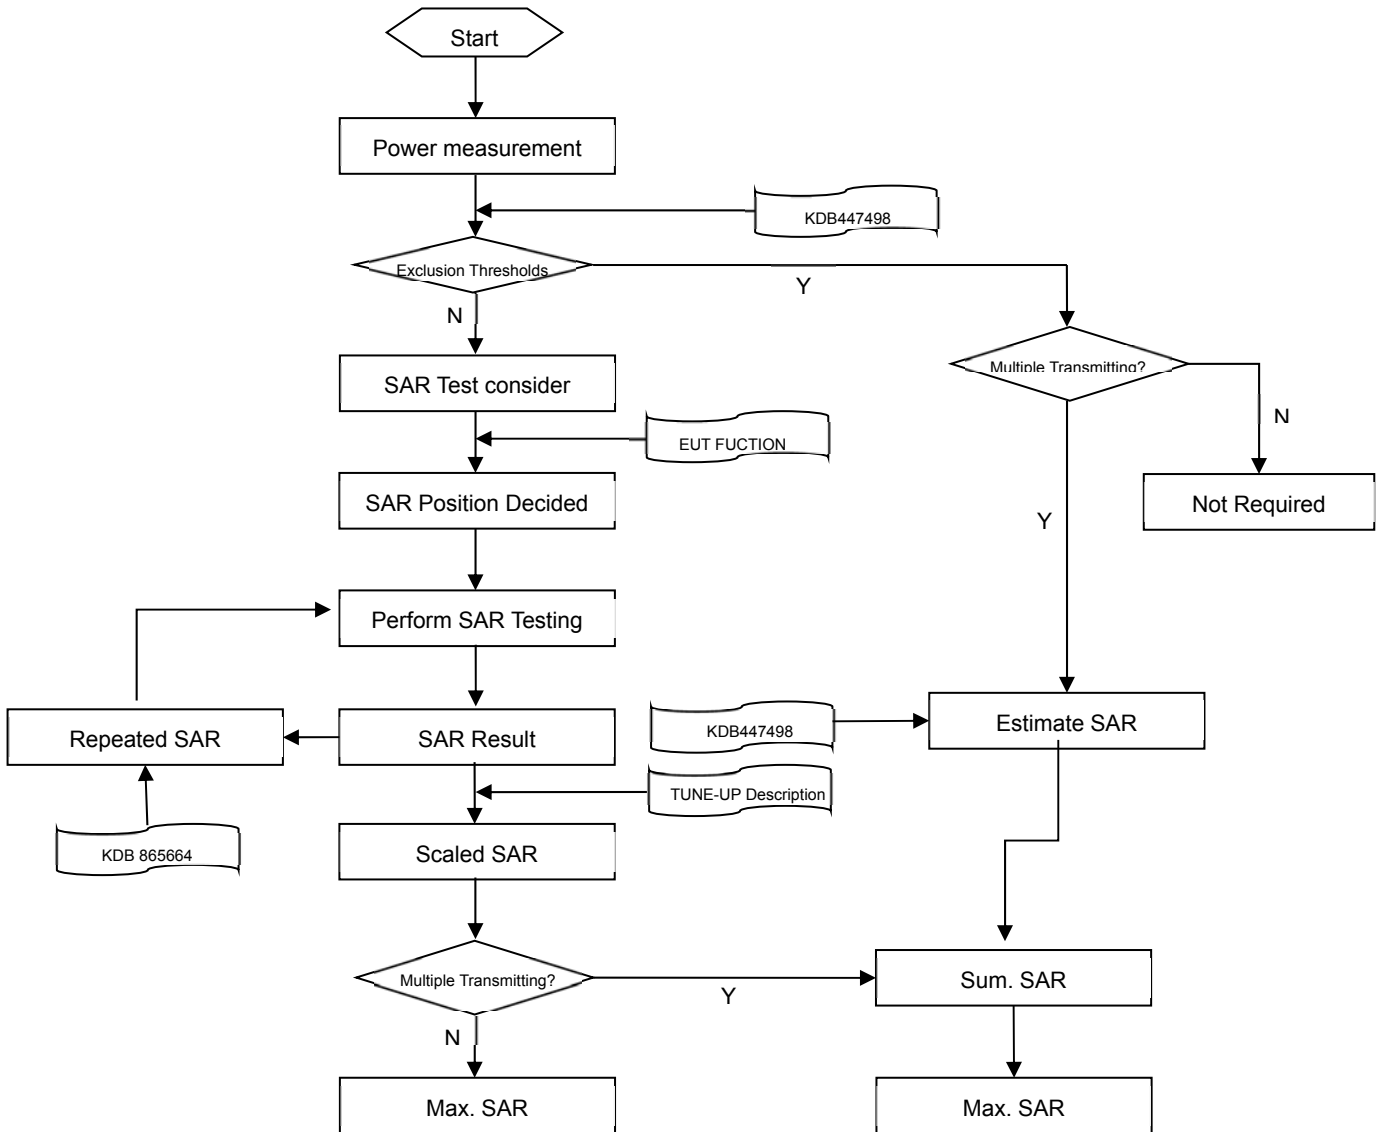 Start
Power measurement
KDB447498
Exclusion Thresholds
Y
N
Multiple Transmitting?
SAR Test consider
N
EUT FUCTION
SAR Position Decided
Not Required
Y
Perform SAR Testing
Repeated SAR
SAR Result
KDB447498
Estimate SAR
TUNE-UP Description
KDB 865664
Scaled SAR
Multiple Transmitting?
Y
Sum. SAR
N
Max. SAR
Max. SAR